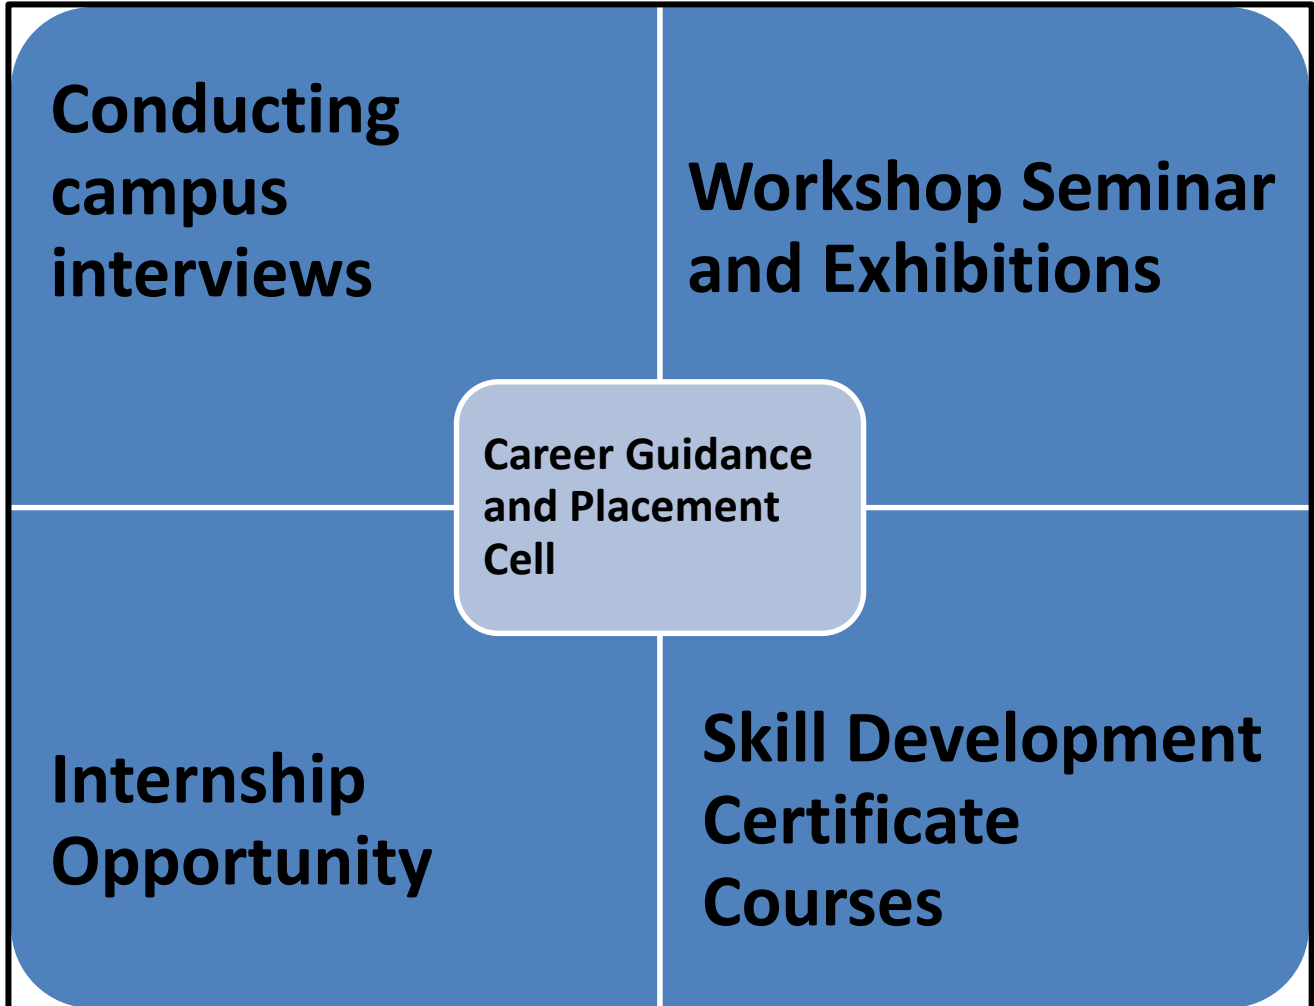 Conducting
campus
interviews
Workshop Seminar
and Exhibitions
Career Guidance
and Placement
Cell
Internship
Opportunity
Skill Development
Certificate
Courses